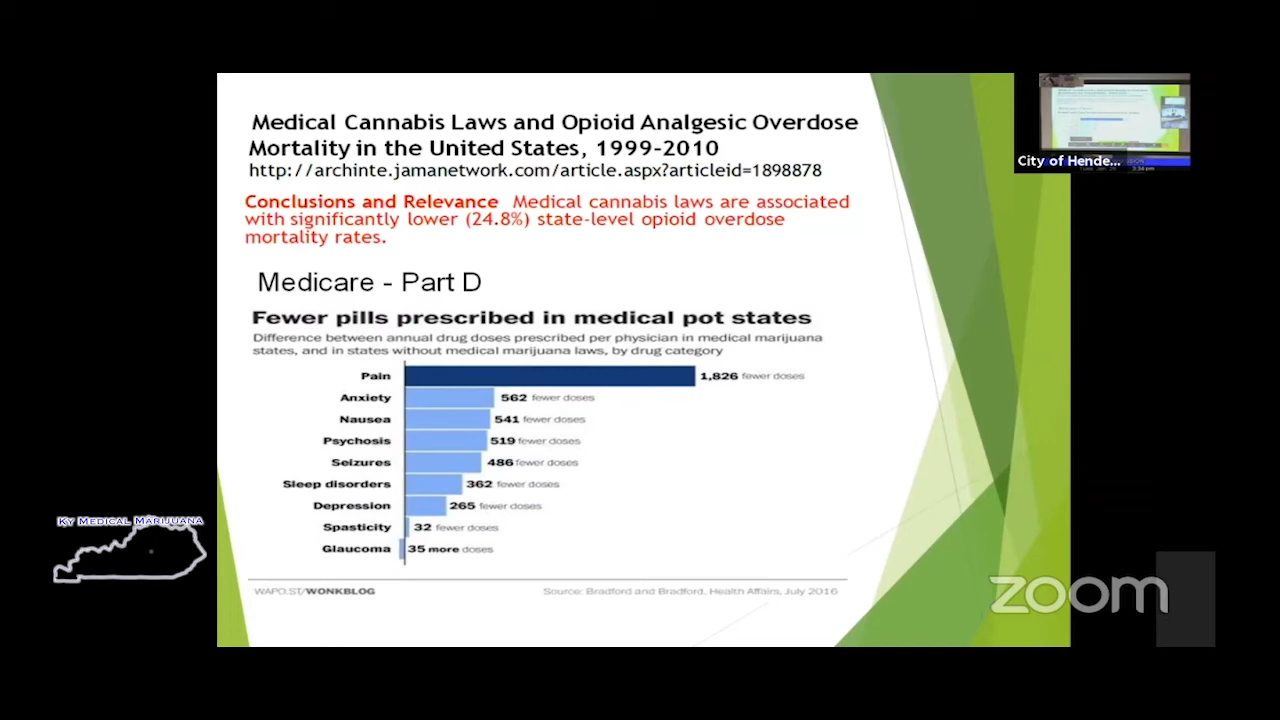 Medical Cannabis Laws and Opioid Analgesic Overdose
Mortality in the United States, 1999-2010
http://archinte.jamanetwork.com/article.aspx?articleid=1898878
Conclusions and Relevance Medical cannabis laws are associated
with significantly lower (24.8%) state-level opioid overdose
mortality rates.
Medicare - Part D
Fewer pills prescribed in medical pot states
Difference between annual drug doses prescribed per physician in medical marijuana
states, and in states without medical marijuana laws, by drug category
Pain 1,826 fewer doses
Anxiety 562 fewer doses
Nausea 541 fewer doses
Psychosis 519 fewer doses
Seizures 486 fewer doses
Sleep disorders 362 fewer doses
Depression 265 fewer doses
Spasticity 32 fewer doses
Glaucoma 35 more doses
WAPO.ST/WONKBLOG Source: Bradford and Bradford, Health Affairs, July 2016
City of Hende...
KY MEDICAL MARIJUANA
zoom